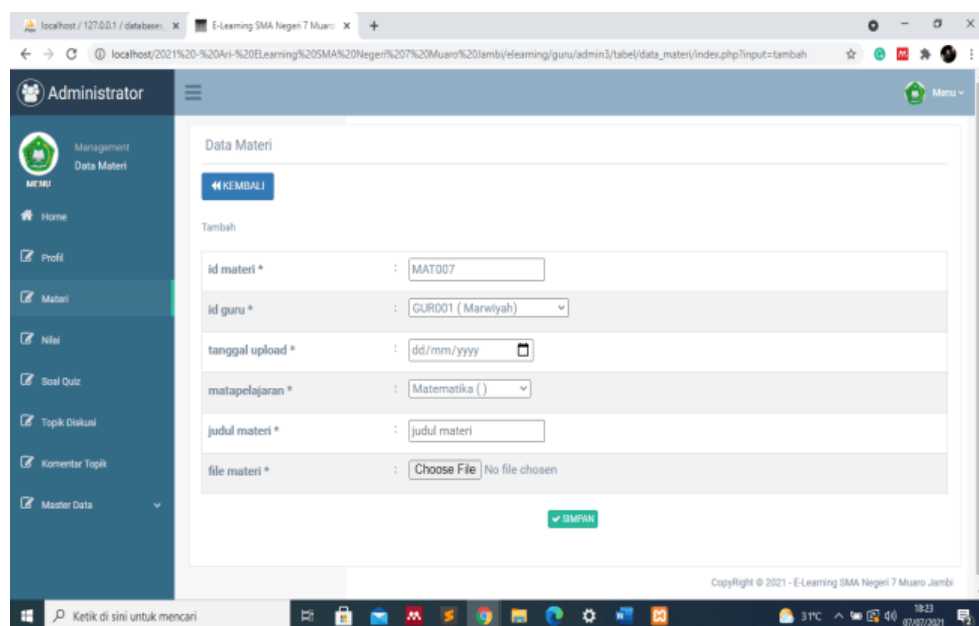 localhost / 127.0.0.1 / databases
E-Learning SMA Negeri 7 Muaro
localhost/2021%20-%20Ari-%20ELearning%20SMA%20Negeri%207%20Muaro%20Jambi/elearning/guru/admin3/tabel/data_materi/index.php?input=tambah
Administrator
Menu
Management
Data Materi
MENU
Home
Profil
Materi
Nilai
Soal Quiz
Topik Diskusi
Komentar Topik
Master Data
Data Materi
KEMBALI
Tambah
id materi * : MAT007
id guru * : GUR001 ( Marwiyah)
tanggal upload * : dd/mm/yyyy
matapelajaran * : Matematika ( )
judul materi * : judul materi
file materi * : Choose File No file chosen
SIMPAN
CopyRight © 2021 - E-Learning SMA Negeri 7 Muaro Jambi
Ketik di sini untuk mencari
31°C
18:23
07/07/2021